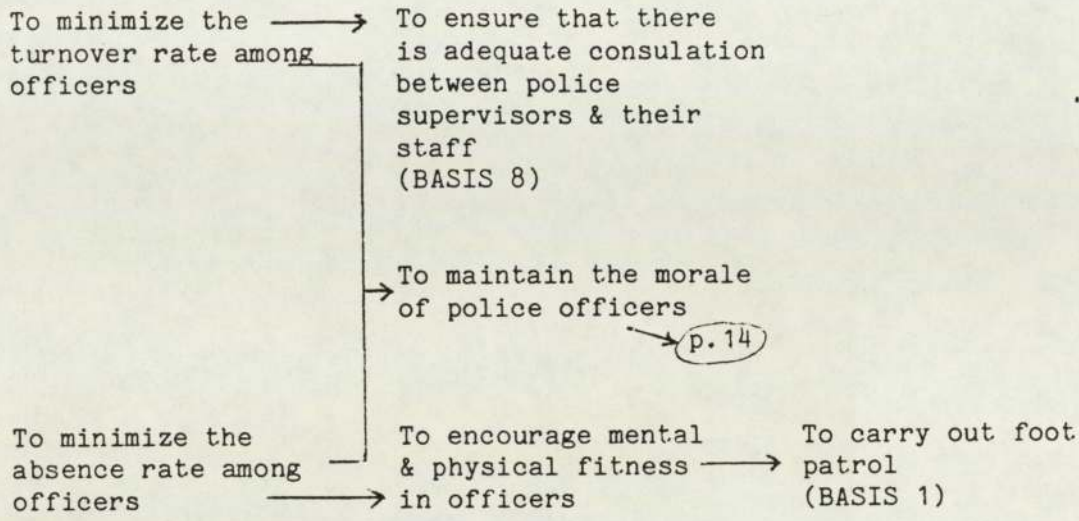 To minimize the
turnover rate among
officers
To ensure that there
is adequate consulation
between police
supervisors & their
staff
(BASIS 8)
To maintain the morale
of police officers
p.14
To minimize the
absence rate among
officers
To encourage mental
& physical fitness
in officers
To carry out foot
patrol
(BASIS 1)